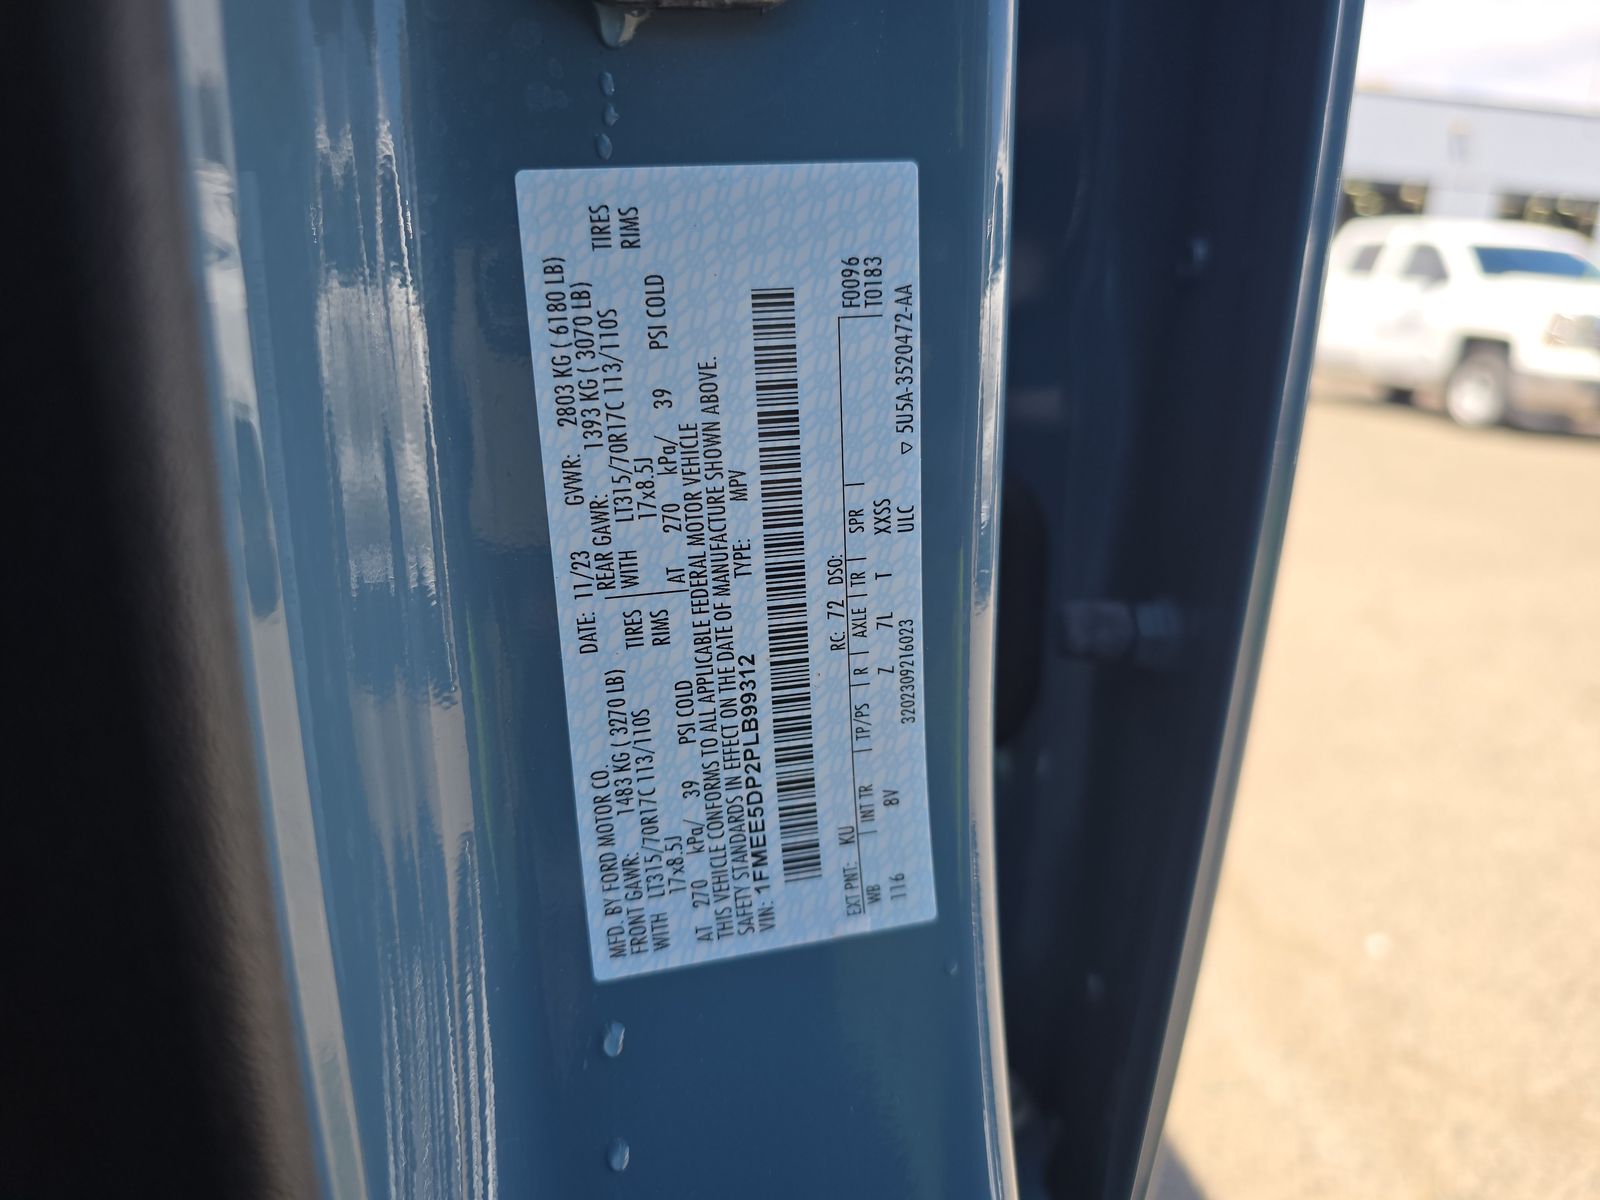 MFD. BY FORD MOTOR CO.
DATE: 11/23 GVWR: 2803 KG ( 6180 LB)
FRONT GAWR: 1483 KG ( 3270 LB) REAR GAWR: 1393 KG ( 3070 LB)
WITH LT315/70R17C 113/110S TIRES WITH LT315/70R17C 113/110S TIRES
17x8.5J RIMS 17x8.5J RIMS
AT 270 kPa/ 39 PSI COLD AT 270 kPa/ 39 PSI COLD
THIS VEHICLE CONFORMS TO ALL APPLICABLE FEDERAL MOTOR VEHICLE
SAFETY STANDARDS IN EFFECT ON THE DATE OF MANUFACTURE SHOWN ABOVE.
VIN: 1FMEE5DP2PLB99312 TYPE: MPV
EXT PNT: KU RC: 72 DSO: F0096
WB INT TR TP/PS R AXLE TR SPR T0183
116 8V Z 7L T XXSS
3202309216023 ULC ▽ 5U5A-3520472-AA